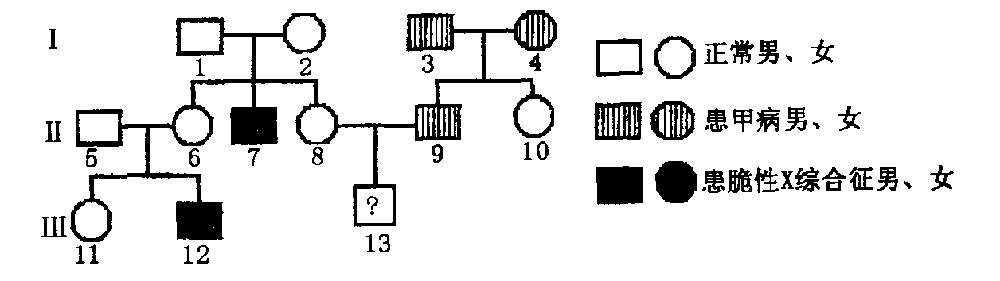 I
1 2 3 4
正常男、女
II
5 6 7 8 9 10
患甲病男、女
?
患脆性X综合征男、女
III
11 12 13